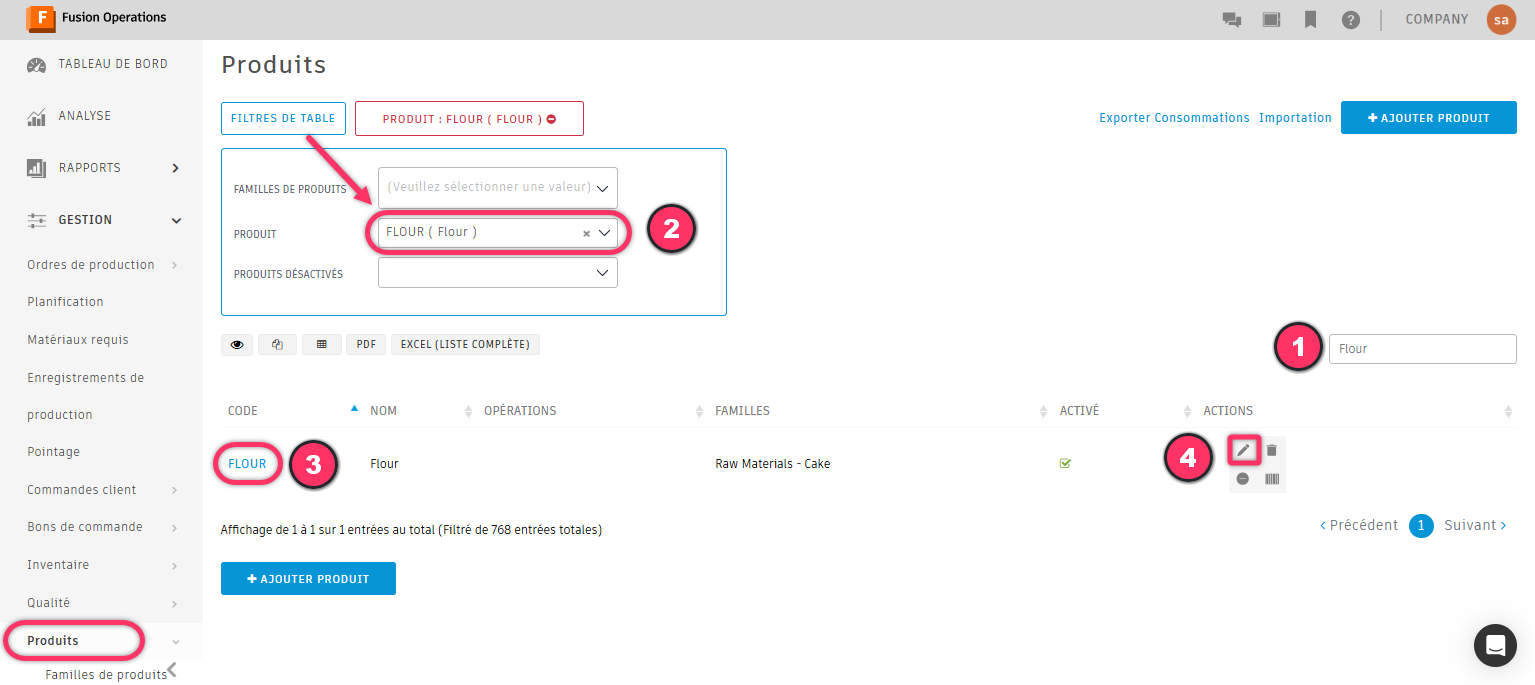 F Fusion Operations
? COMPANY sa
TABLEAU DE BORD
ANALYSE
RAPPORTS
GESTION
Ordres de production
Planification
Matériaux requis
Enregistrements de
production
Pointage
Commandes client
Bons de commande
Inventaire
Qualité
Produits
Familles de produits
Produits
FILTRES DE TABLE
PRODUIT : FLOUR ( FLOUR )
Exporter Consommations Importation
AJOUTER PRODUIT
FAMILLES DE PRODUITS (Veuillez sélectionner une valeur)
PRODUIT FLOUR ( Flour ) 2
PRODUITS DÉSACTIVÉS
PDF EXCEL (LISTE COMPLÈTE)
1 Flour
CODE NOM OPÉRATIONS FAMILLES ACTIVÉ ACTIONS
FLOUR 3 Flour Raw Materials - Cake 4
Affichage de 1 à 1 sur 1 entrées au total (Filtré de 768 entrées totales)
Précédent 1 Suivant
AJOUTER PRODUIT